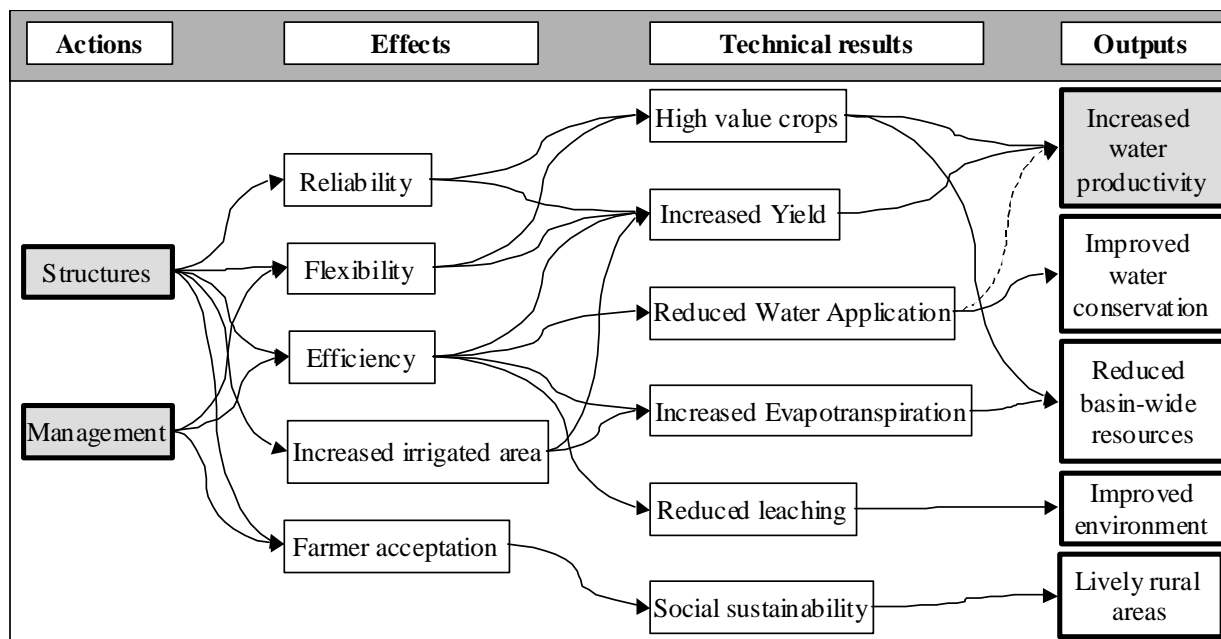 Actions
Effects
Technical results
Outputs
Structures
Management
Reliability
Flexibility
Efficiency
Increased irrigated area
Farmer acceptation
High value crops
Increased Yield
Reduced Water Application
Increased Evapotranspiration
Reduced leaching
Social sustainability
Increased
water
productivity
Improved
water
conservation
Reduced
basin-wide
resources
Improved
environment
Lively rural
areas